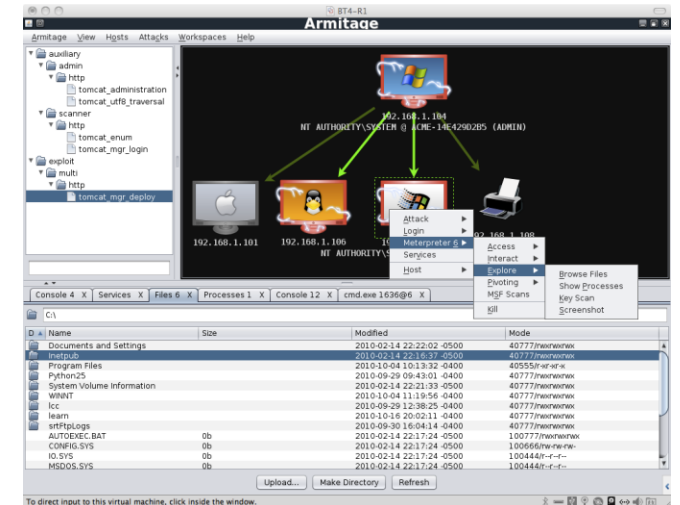 BT4-R1
Armitage
Armitage View Hosts Attacks Workspaces Help
auxiliary
admin
http
tomcat_administration
tomcat_utf8_traversal
scanner
http
tomcat_enum
tomcat_mgr_login
exploit
multi
http
tomcat_mgr_deploy
192.168.1.104
NT AUTHORITY\SYSTEM @ ACME-14E429D2B5 (ADMIN)
192.168.1.101
192.168.1.106
192.168.1.108
NT AUTHORITY\S
Attack
Login
Meterpreter 6
Services
Host
Access
Interact
Explore
Pivoting
MSF Scans
Kill
Browse Files
Show Processes
Key Scan
Screenshot
Console 4 X Services X Files 6 X Processes 1 X Console 12 X cmd.exe 1636@6 X
C:\
D Name Size Modified Mode
Documents and Settings 2010-02-14 22:22:02 -0500 40777/rwxrwxrwx
Inetpub 2010-02-14 22:16:37 -0500 40777/rwxrwxrwx
Program Files 2010-10-04 10:13:32 -0400 40555/r-xr-xr-x
Python25 2010-09-29 09:43:01 -0400 40777/rwxrwxrwx
System Volume Information 2010-02-14 22:21:33 -0500 40777/rwxrwxrwx
WINNT 2010-10-04 11:19:56 -0400 40777/rwxrwxrwx
lcc 2010-09-29 12:38:25 -0400 40777/rwxrwxrwx
learn 2010-10-16 20:02:11 -0400 40777/rwxrwxrwx
srtFtpLogs 2010-09-30 16:04:14 -0400 40777/rwxrwxrwx
AUTOEXEC.BAT 0b 2010-02-14 22:17:24 -0500 100777/rwxrwxrwx
CONFIG.SYS 0b 2010-02-14 22:17:24 -0500 100666/rw-rw-rw-
IO.SYS 0b 2010-02-14 22:17:24 -0500 100444/r--r--r--
MSDOS.SYS 0b 2010-02-14 22:17:24 -0500 100444/r--r--r--
Upload... Make Directory Refresh
To direct input to this virtual machine, click inside the window.